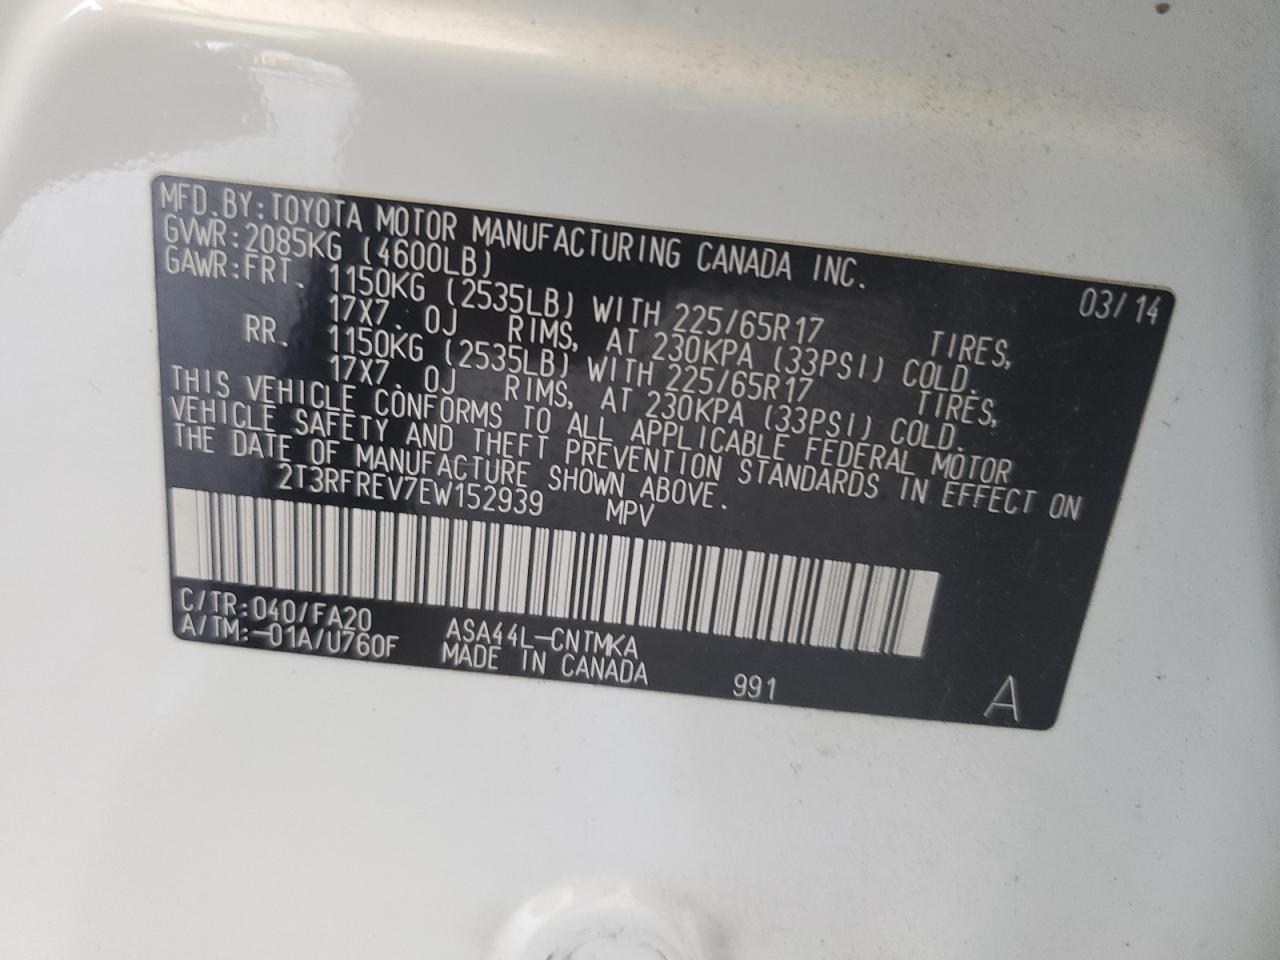 MFD.BY:TOYOTA MOTOR MANUFACTURING CANADA INC. 03/14
GVWR:2085KG (4600LB)
GAWR:FRT. 1150KG (2535LB) WITH 225/65R17 TIRES,
17X7.0J RIMS, AT 230KPA (33PSI) COLD.
RR. 1150KG (2535LB) WITH 225/65R17 TIRES,
17X7.0J RIMS, AT 230KPA (33PSI) COLD.
THIS VEHICLE CONFORMS TO ALL APPLICABLE FEDERAL MOTOR
VEHICLE SAFETY AND THEFT PREVENTION STANDARDS IN EFFECT ON
THE DATE OF MANUFACTURE SHOWN ABOVE.
2T3RFREV7EW152939 MPV
C/TR:040/FA20 ASA44L-CNTMKA
A/TM:-01A/U760F MADE IN CANADA 991 A